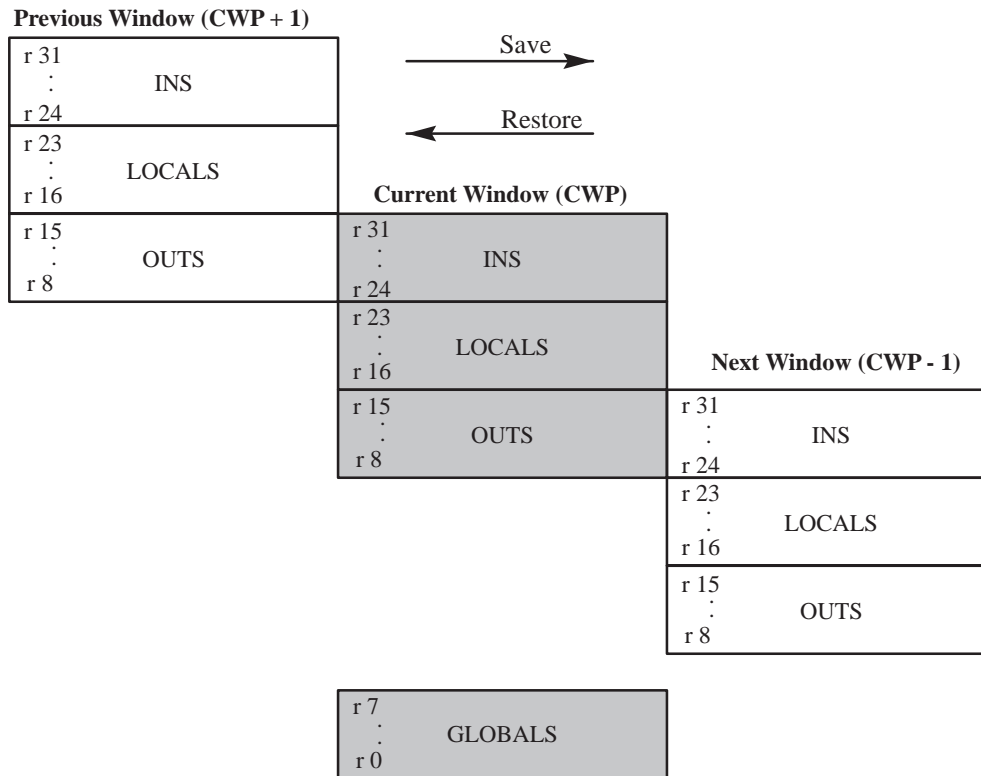 Previous Window (CWP + 1)
r 31
.
.
r 24
INS
r 23
.
.
r 16
LOCALS
r 15
.
.
r 8
OUTS
Save
Restore
Current Window (CWP)
r 31
.
.
r 24
INS
r 23
.
.
r 16
LOCALS
r 15
.
.
r 8
OUTS
Next Window (CWP - 1)
r 31
.
.
r 24
INS
r 23
.
.
r 16
LOCALS
r 15
.
.
r 8
OUTS
r 7
.
.
r 0
GLOBALS